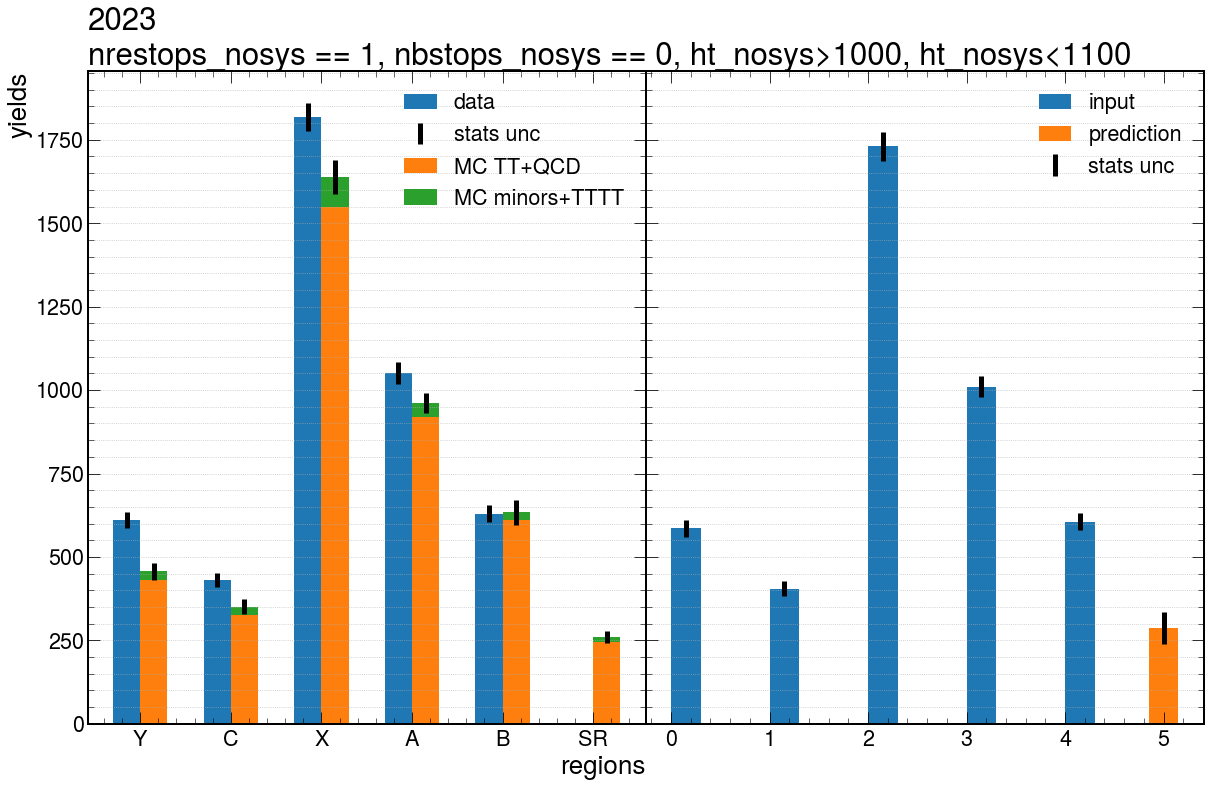 2023
nrestops_nosys == 1, nbstops_nosys == 0, ht_nosys>1000, ht_nosys<1100
yields
1750
1500
1250
1000
750
500
250
0
data
stats unc
MC TT+QCD
MC minors+TTTT
input
prediction
stats unc
Y C X A B SR
0 1 2 3 4 5
regions